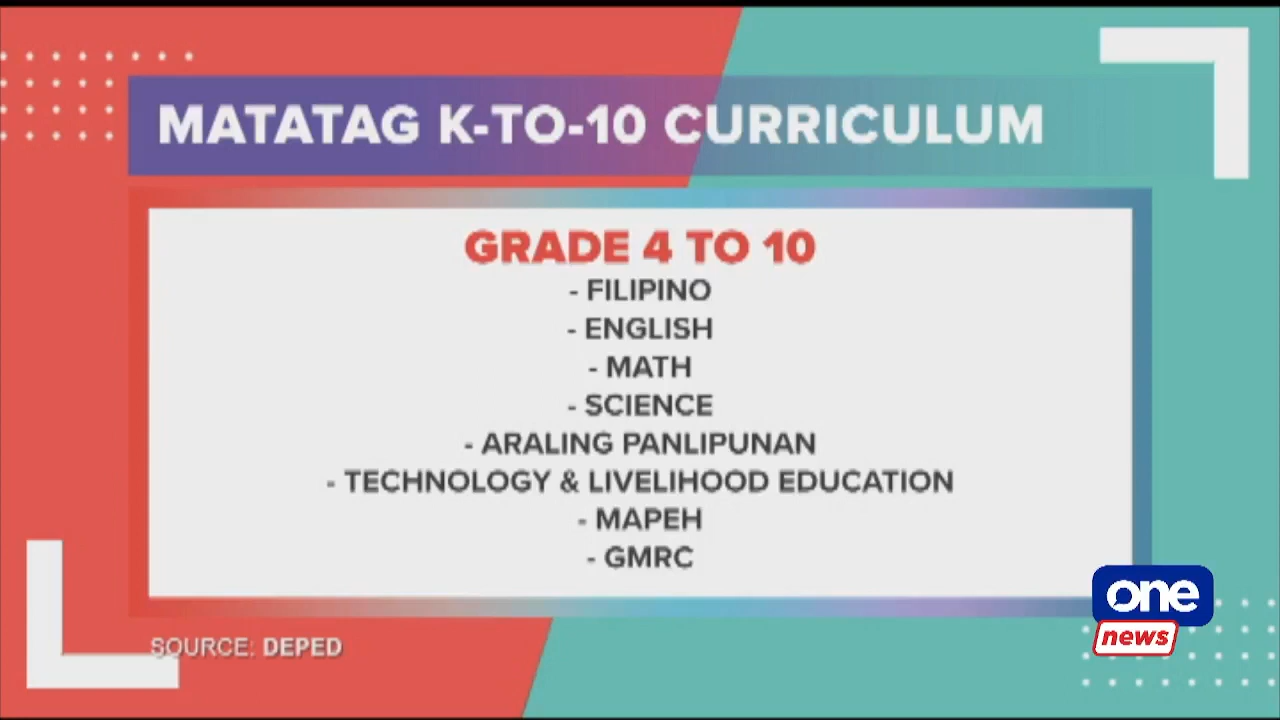 MATATAG K-TO-10 CURRICULUM
GRADE 4 TO 10
- FILIPINO
- ENGLISH
- MATH
- SCIENCE
- ARALING PANLIPUNAN
- TECHNOLOGY & LIVELIHOOD EDUCATION
- MAPEH
- GMRC
SOURCE: DEPED
one
news